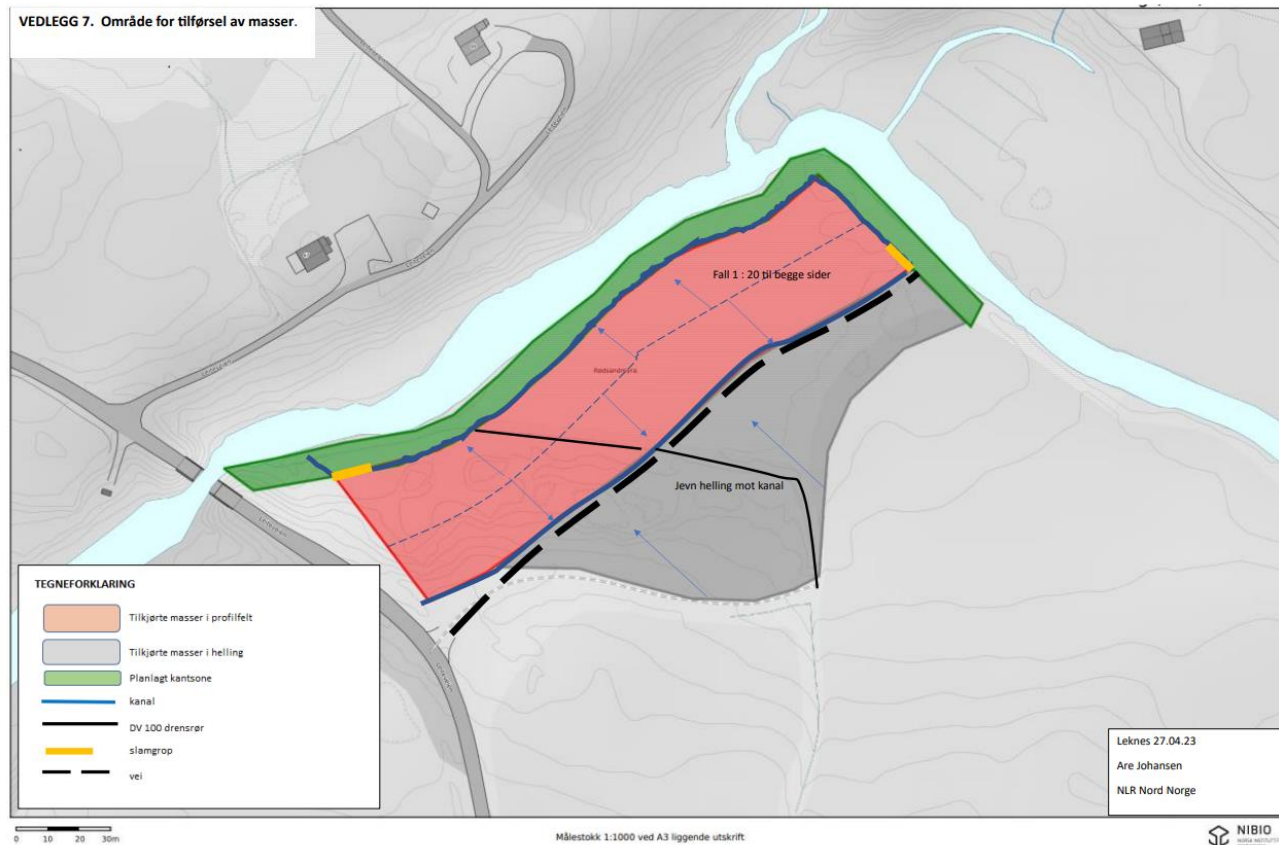 VEDLEGG 7. Område for tilførsel av masser.
Fall 1 : 20 til begge sider
Jevn helling mot kanal
TEGNEFORKLARING
Tilkjørte masser i profilfelt
Tilkjørte masser i helling
Planlagt kantsone
kanal
DV 100 drensrør
slamgrop
vei
Leknes 27.04.23
Are Johansen
NLR Nord Norge
0 10 20 30m
Målestokk 1:1000 ved A3 liggende utskrift
NIBIO